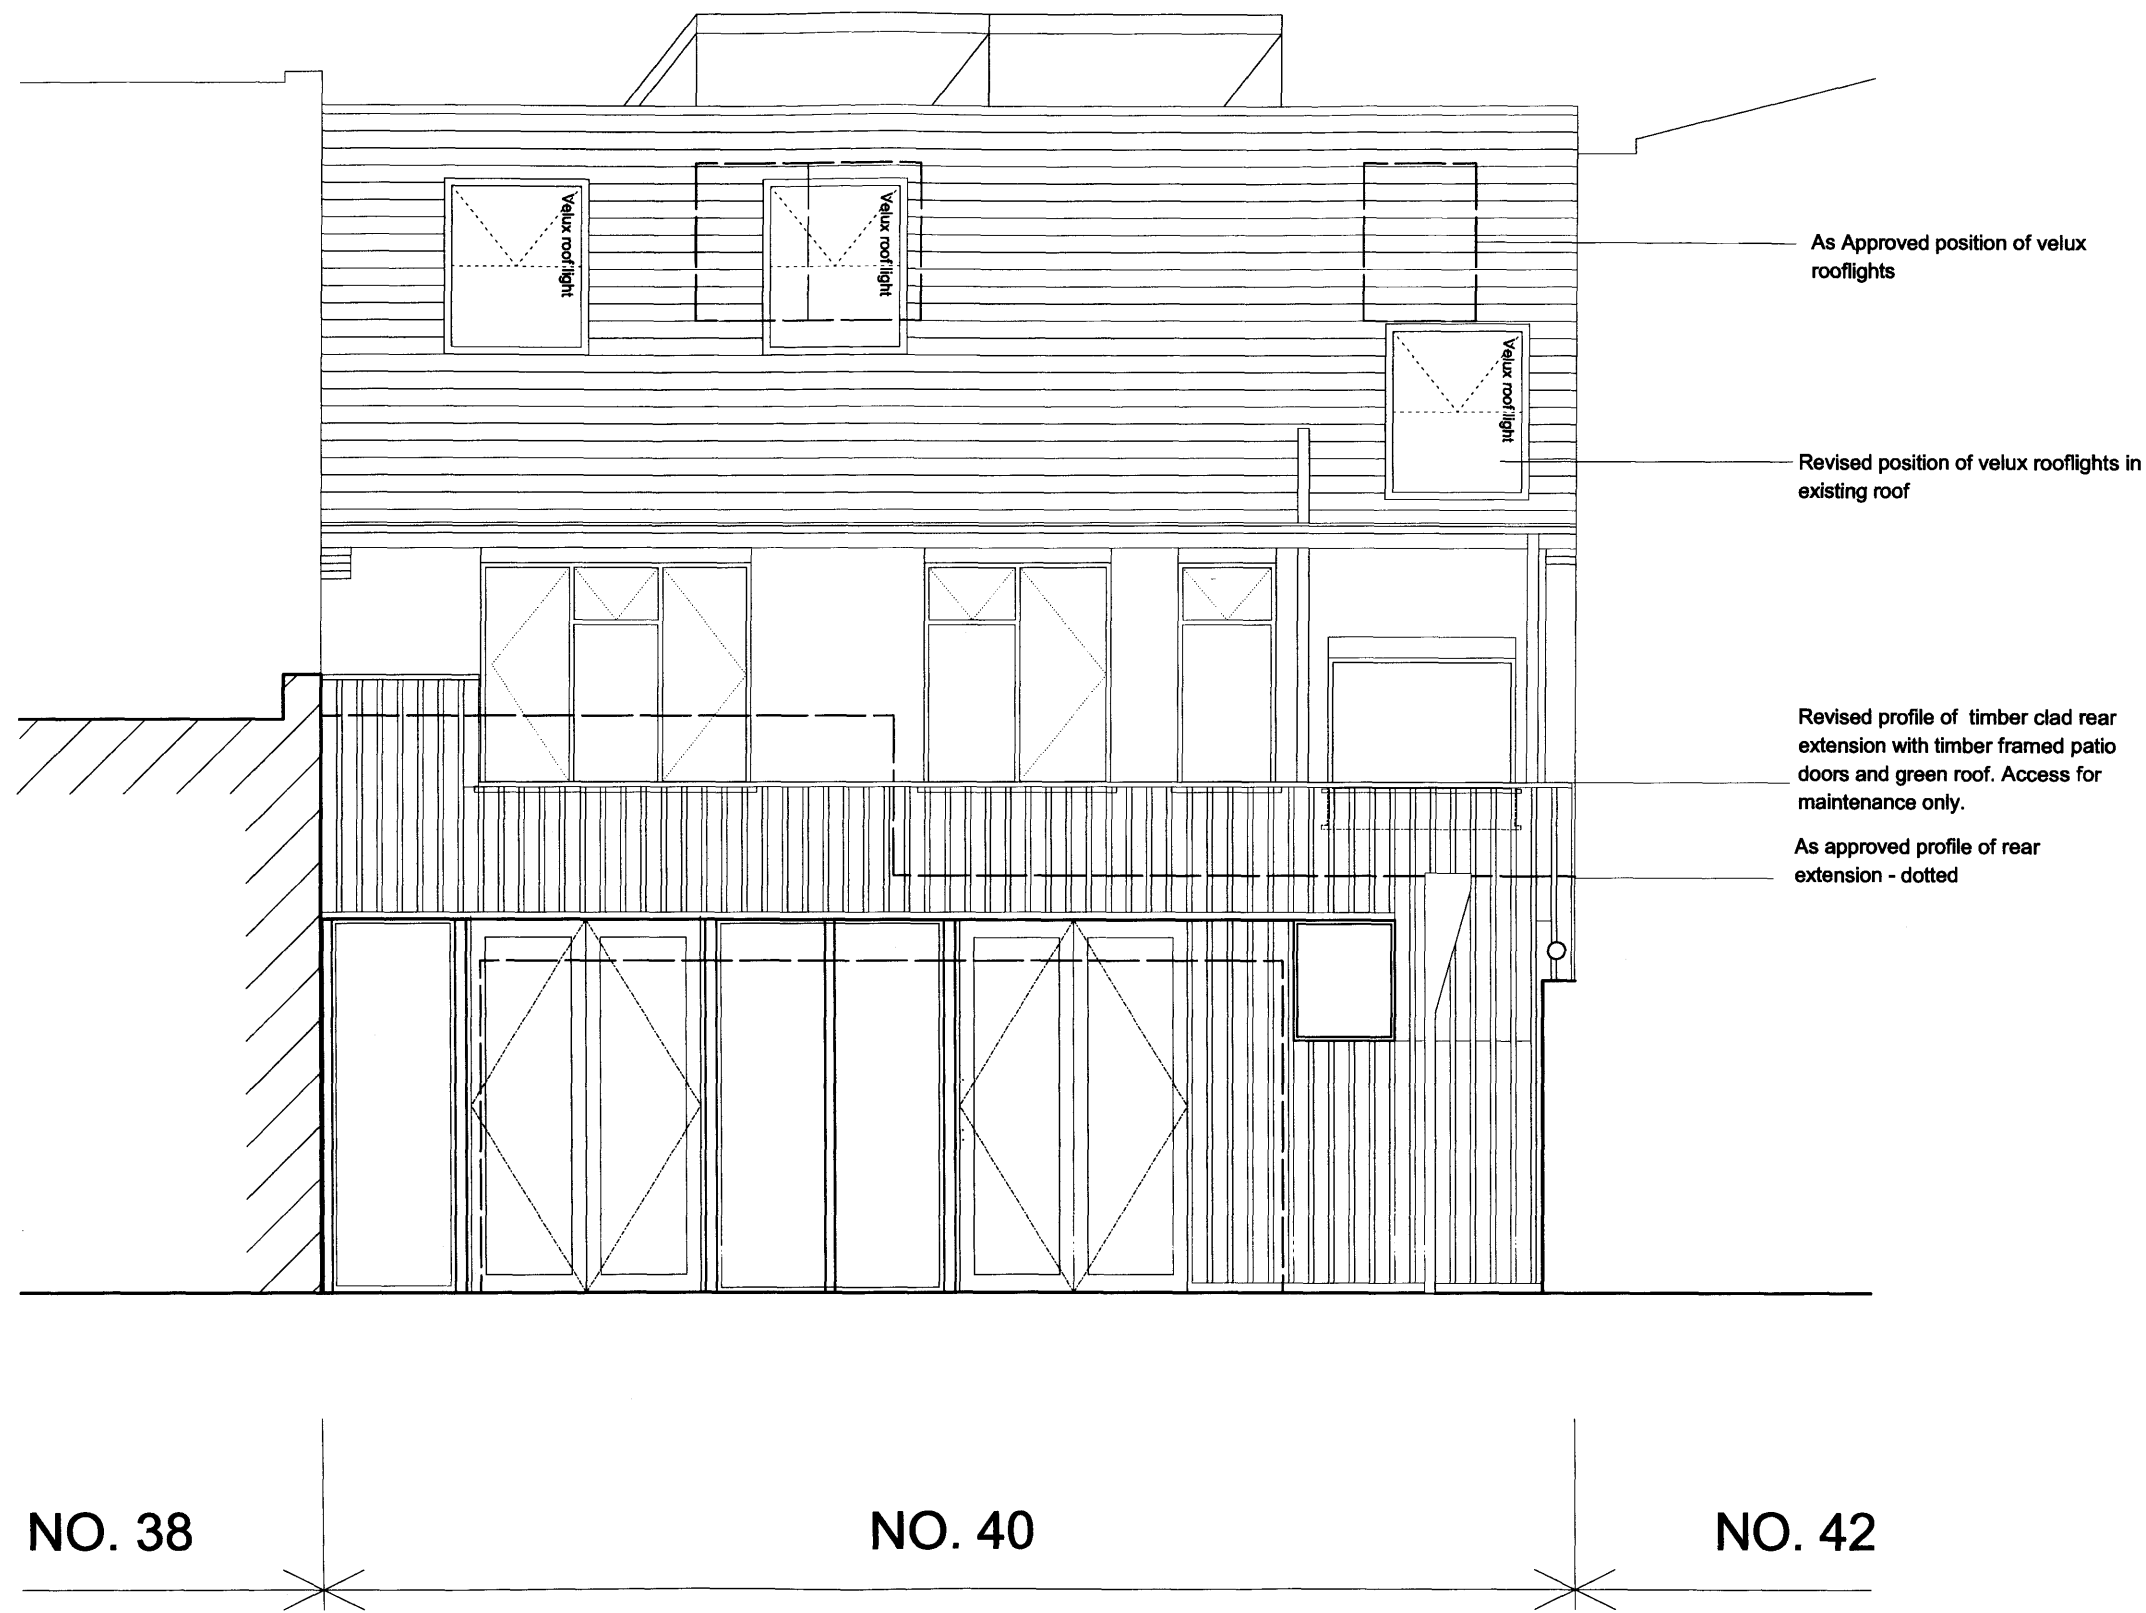 Velux rooflight
Velux rooflight
As Approved position of velux
rooflights
Velux rooflight
Revised position of velux rooflights in
existing roof
Revised profile of timber clad rear
extension with timber framed patio
doors and green roof. Access for
maintenance only.
As approved profile of rear
extension - dotted
NO. 38
NO. 40
NO. 42